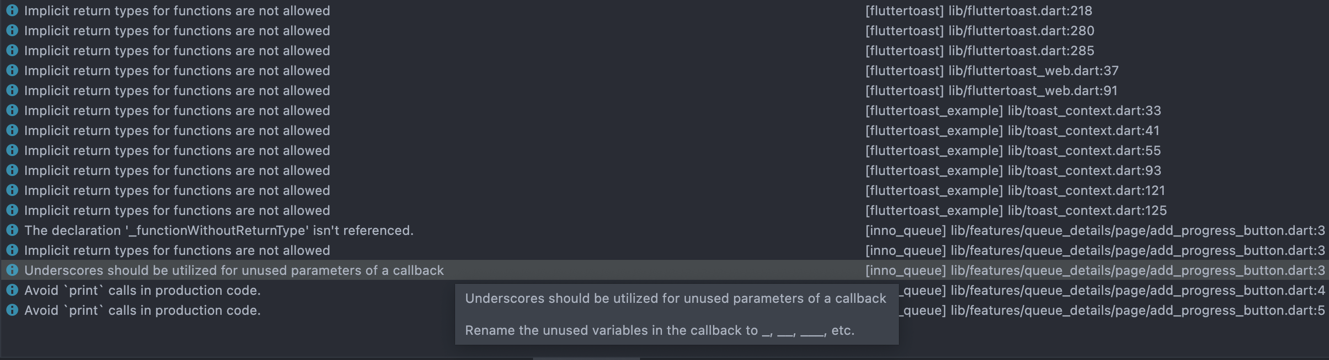 Implicit return types for functions are not allowed [fluttertoast] lib/fluttertoast.dart:218
Implicit return types for functions are not allowed [fluttertoast] lib/fluttertoast.dart:280
Implicit return types for functions are not allowed [fluttertoast] lib/fluttertoast.dart:285
Implicit return types for functions are not allowed [fluttertoast] lib/fluttertoast_web.dart:37
Implicit return types for functions are not allowed [fluttertoast] lib/fluttertoast_web.dart:91
Implicit return types for functions are not allowed [fluttertoast_example] lib/toast_context.dart:33
Implicit return types for functions are not allowed [fluttertoast_example] lib/toast_context.dart:41
Implicit return types for functions are not allowed [fluttertoast_example] lib/toast_context.dart:55
Implicit return types for functions are not allowed [fluttertoast_example] lib/toast_context.dart:93
Implicit return types for functions are not allowed [fluttertoast_example] lib/toast_context.dart:121
Implicit return types for functions are not allowed [fluttertoast_example] lib/toast_context.dart:125
The declaration '_functionWithoutReturnType' isn't referenced. [inno_queue] lib/features/queue_details/page/add_progress_button.dart:3
Implicit return types for functions are not allowed [inno_queue] lib/features/queue_details/page/add_progress_button.dart:3
Underscores should be utilized for unused parameters of a callback [inno_queue] lib/features/queue_details/page/add_progress_button.dart:3
Avoid `print` calls in production code. _queue] lib/features/queue_details/page/add_progress_button.dart:4
Avoid `print` calls in production code. _queue] lib/features/queue_details/page/add_progress_button.dart:5
Underscores should be utilized for unused parameters of a callback
Rename the unused variables in the callback to _, __, ___, etc.